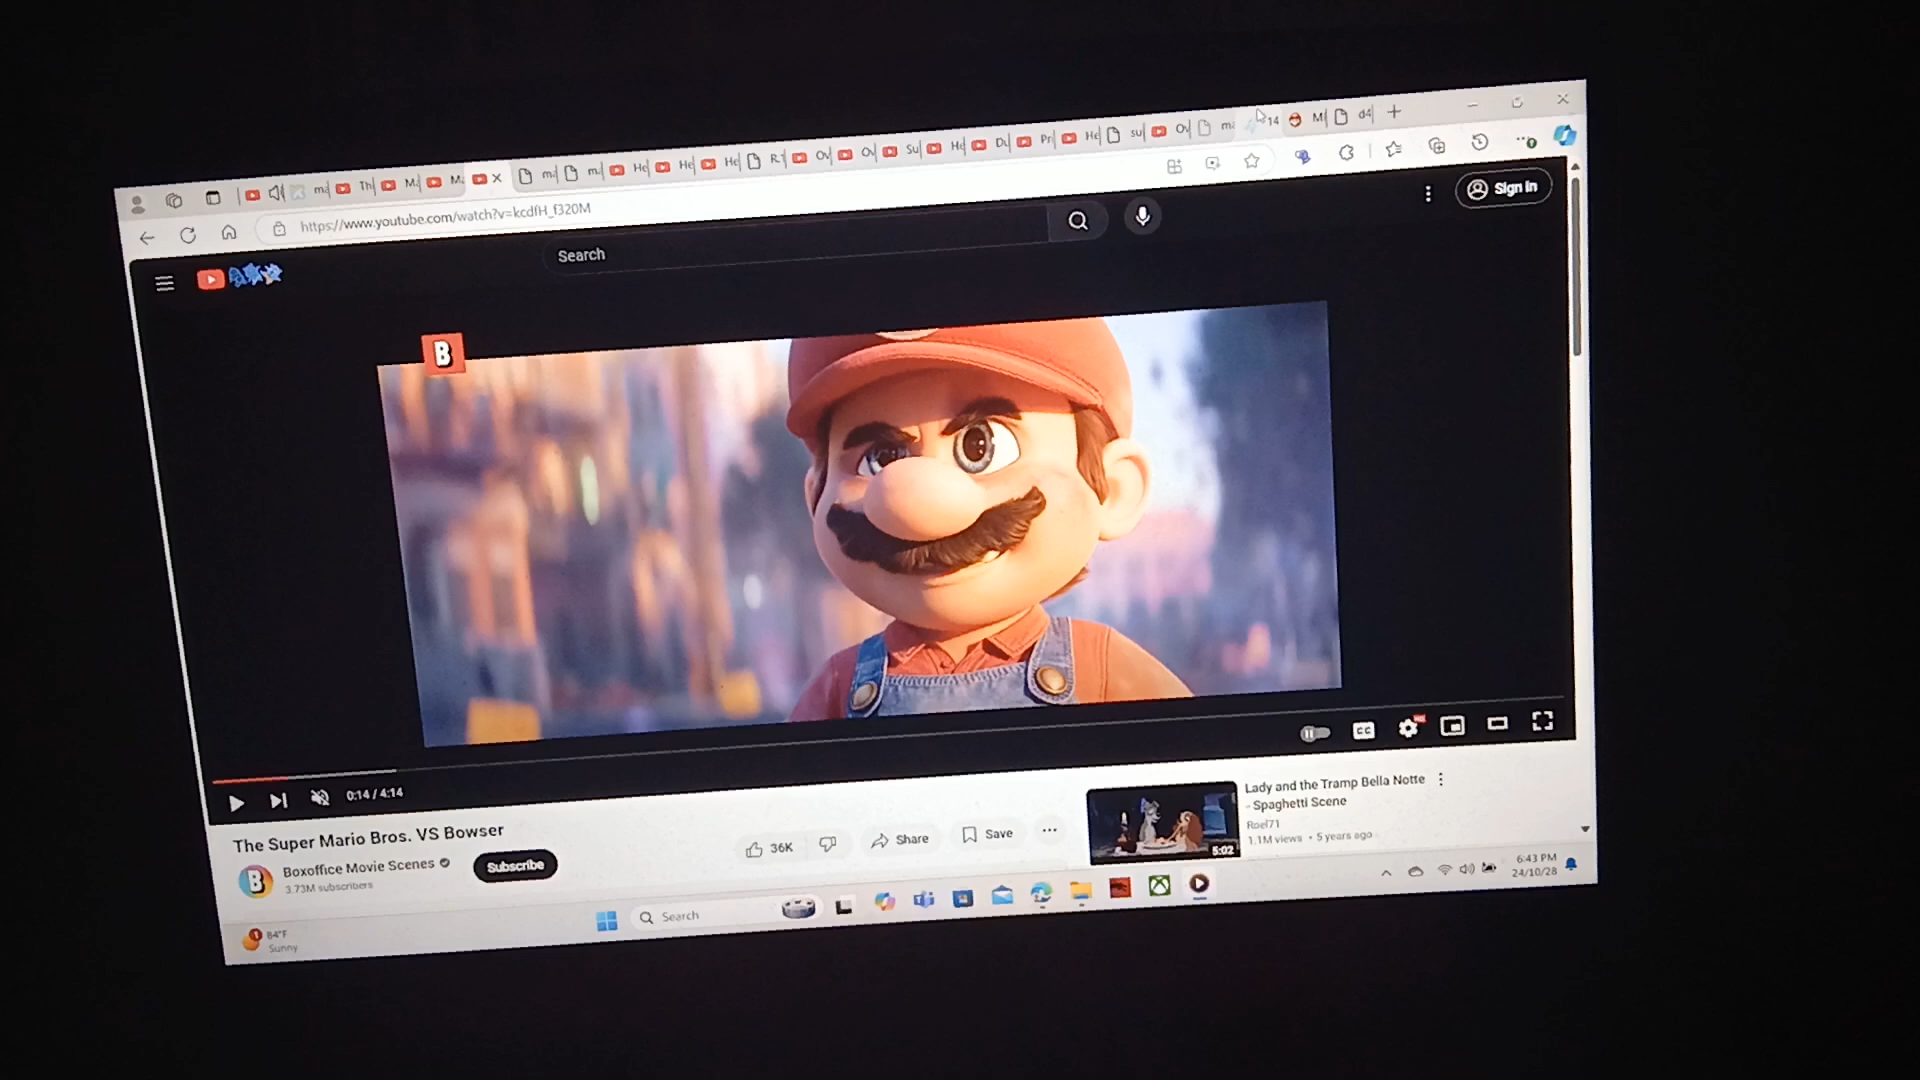 https://www.youtube.com/watch?v=kcdfH_f320M
Search
Sign in
B
0:14 / 4:14
CC
The Super Mario Bros. VS Bowser
B
Boxoffice Movie Scenes
3.73M subscribers
Subscribe
36K
Share
Save
5:02
Lady and the Tramp Bella Notte
- Spaghetti Scene
Roel71
1.1M views • 5 years ago
1
84°F
Sunny
Search
6:43 PM
24/10/28